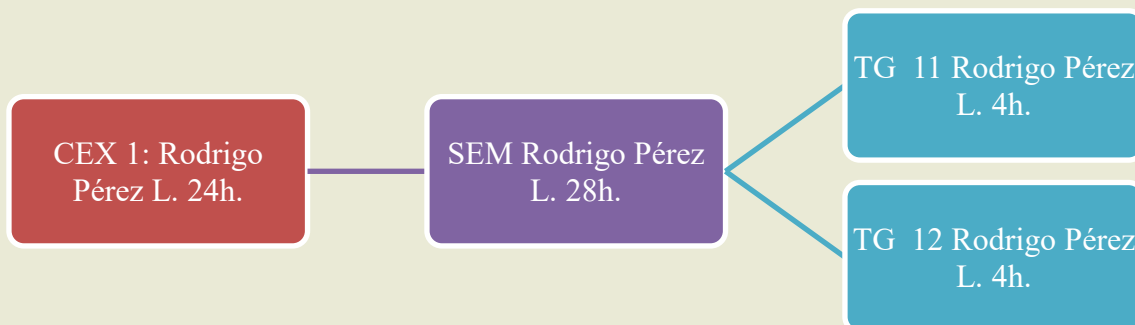 CEX 1: Rodrigo
Pérez L. 24h.
SEM Rodrigo Pérez
L. 28h.
TG 11 Rodrigo Pérez
L. 4h.
TG 12 Rodrigo Pérez
L. 4h.